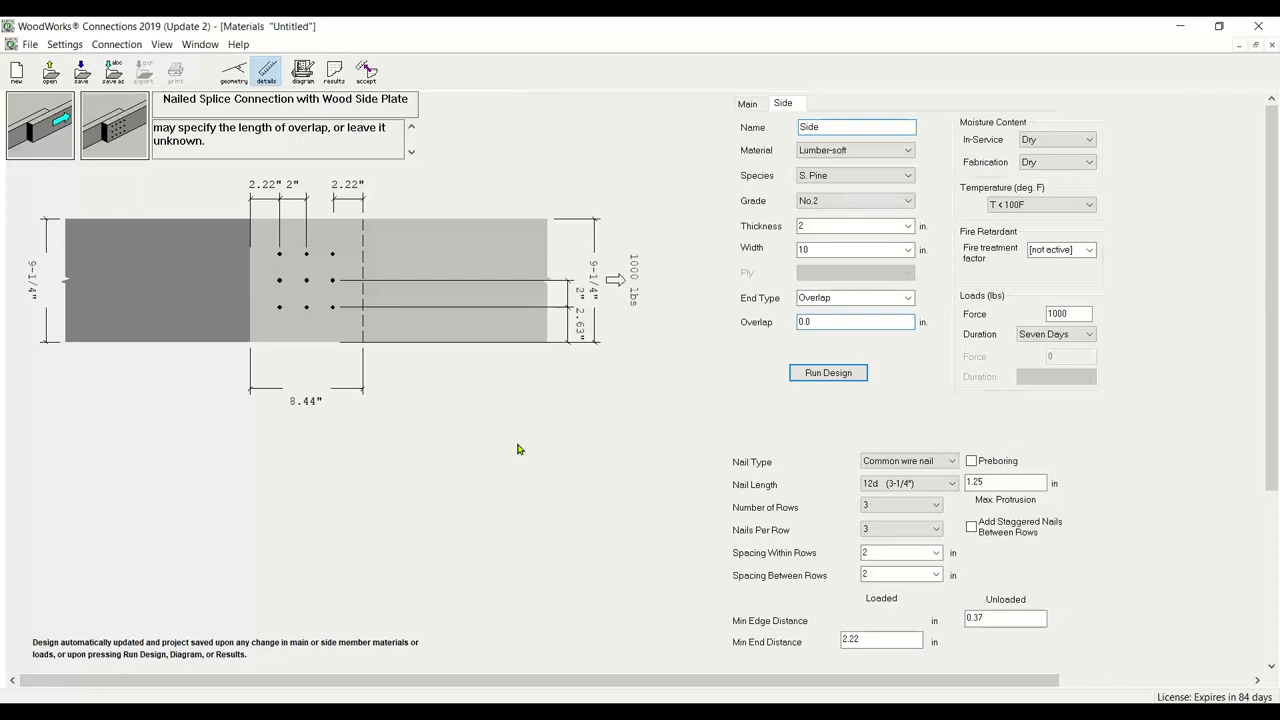 WoodWorks® Connections 2019 (Update 2) - [Materials "Untitled"]
File Settings Connection View Window Help
new open save save as export print geometry details diagram results accept
Nailed Splice Connection with Wood Side Plate
may specify the length of overlap, or leave it
unknown.
2.22" 2" 2.22"
9-1/4"
9-1/4"
1000 lbs
2"
2.63"
8.44"
Main Side
Name Side
Material Lumber-soft
Species S. Pine
Grade No.2
Thickness 2 in.
Width 10 in.
Ply
End Type Overlap
Overlap 0.0 in.
Run Design
Moisture Content
In-Service Dry
Fabrication Dry
Temperature (deg. F)
T < 100F
Fire Retardant
Fire treatment
factor
[not active]
Loads (lbs)
Force 1000
Duration Seven Days
Force 0
Duration
Nail Type Common wire nail Preboring
Nail Length 12d (3-1/4") 1.25 in
Max. Protrusion
Number of Rows 3
Nails Per Row 3
Add Staggered Nails
Between Rows
Spacing Within Rows 2 in
Spacing Between Rows 2 in
Loaded Unloaded
Min Edge Distance in 0.37
Min End Distance 2.22 in
Design automatically updated and project saved upon any change in main or side member materials or
loads, or upon pressing Run Design, Diagram, or Results.
License: Expires in 84 days